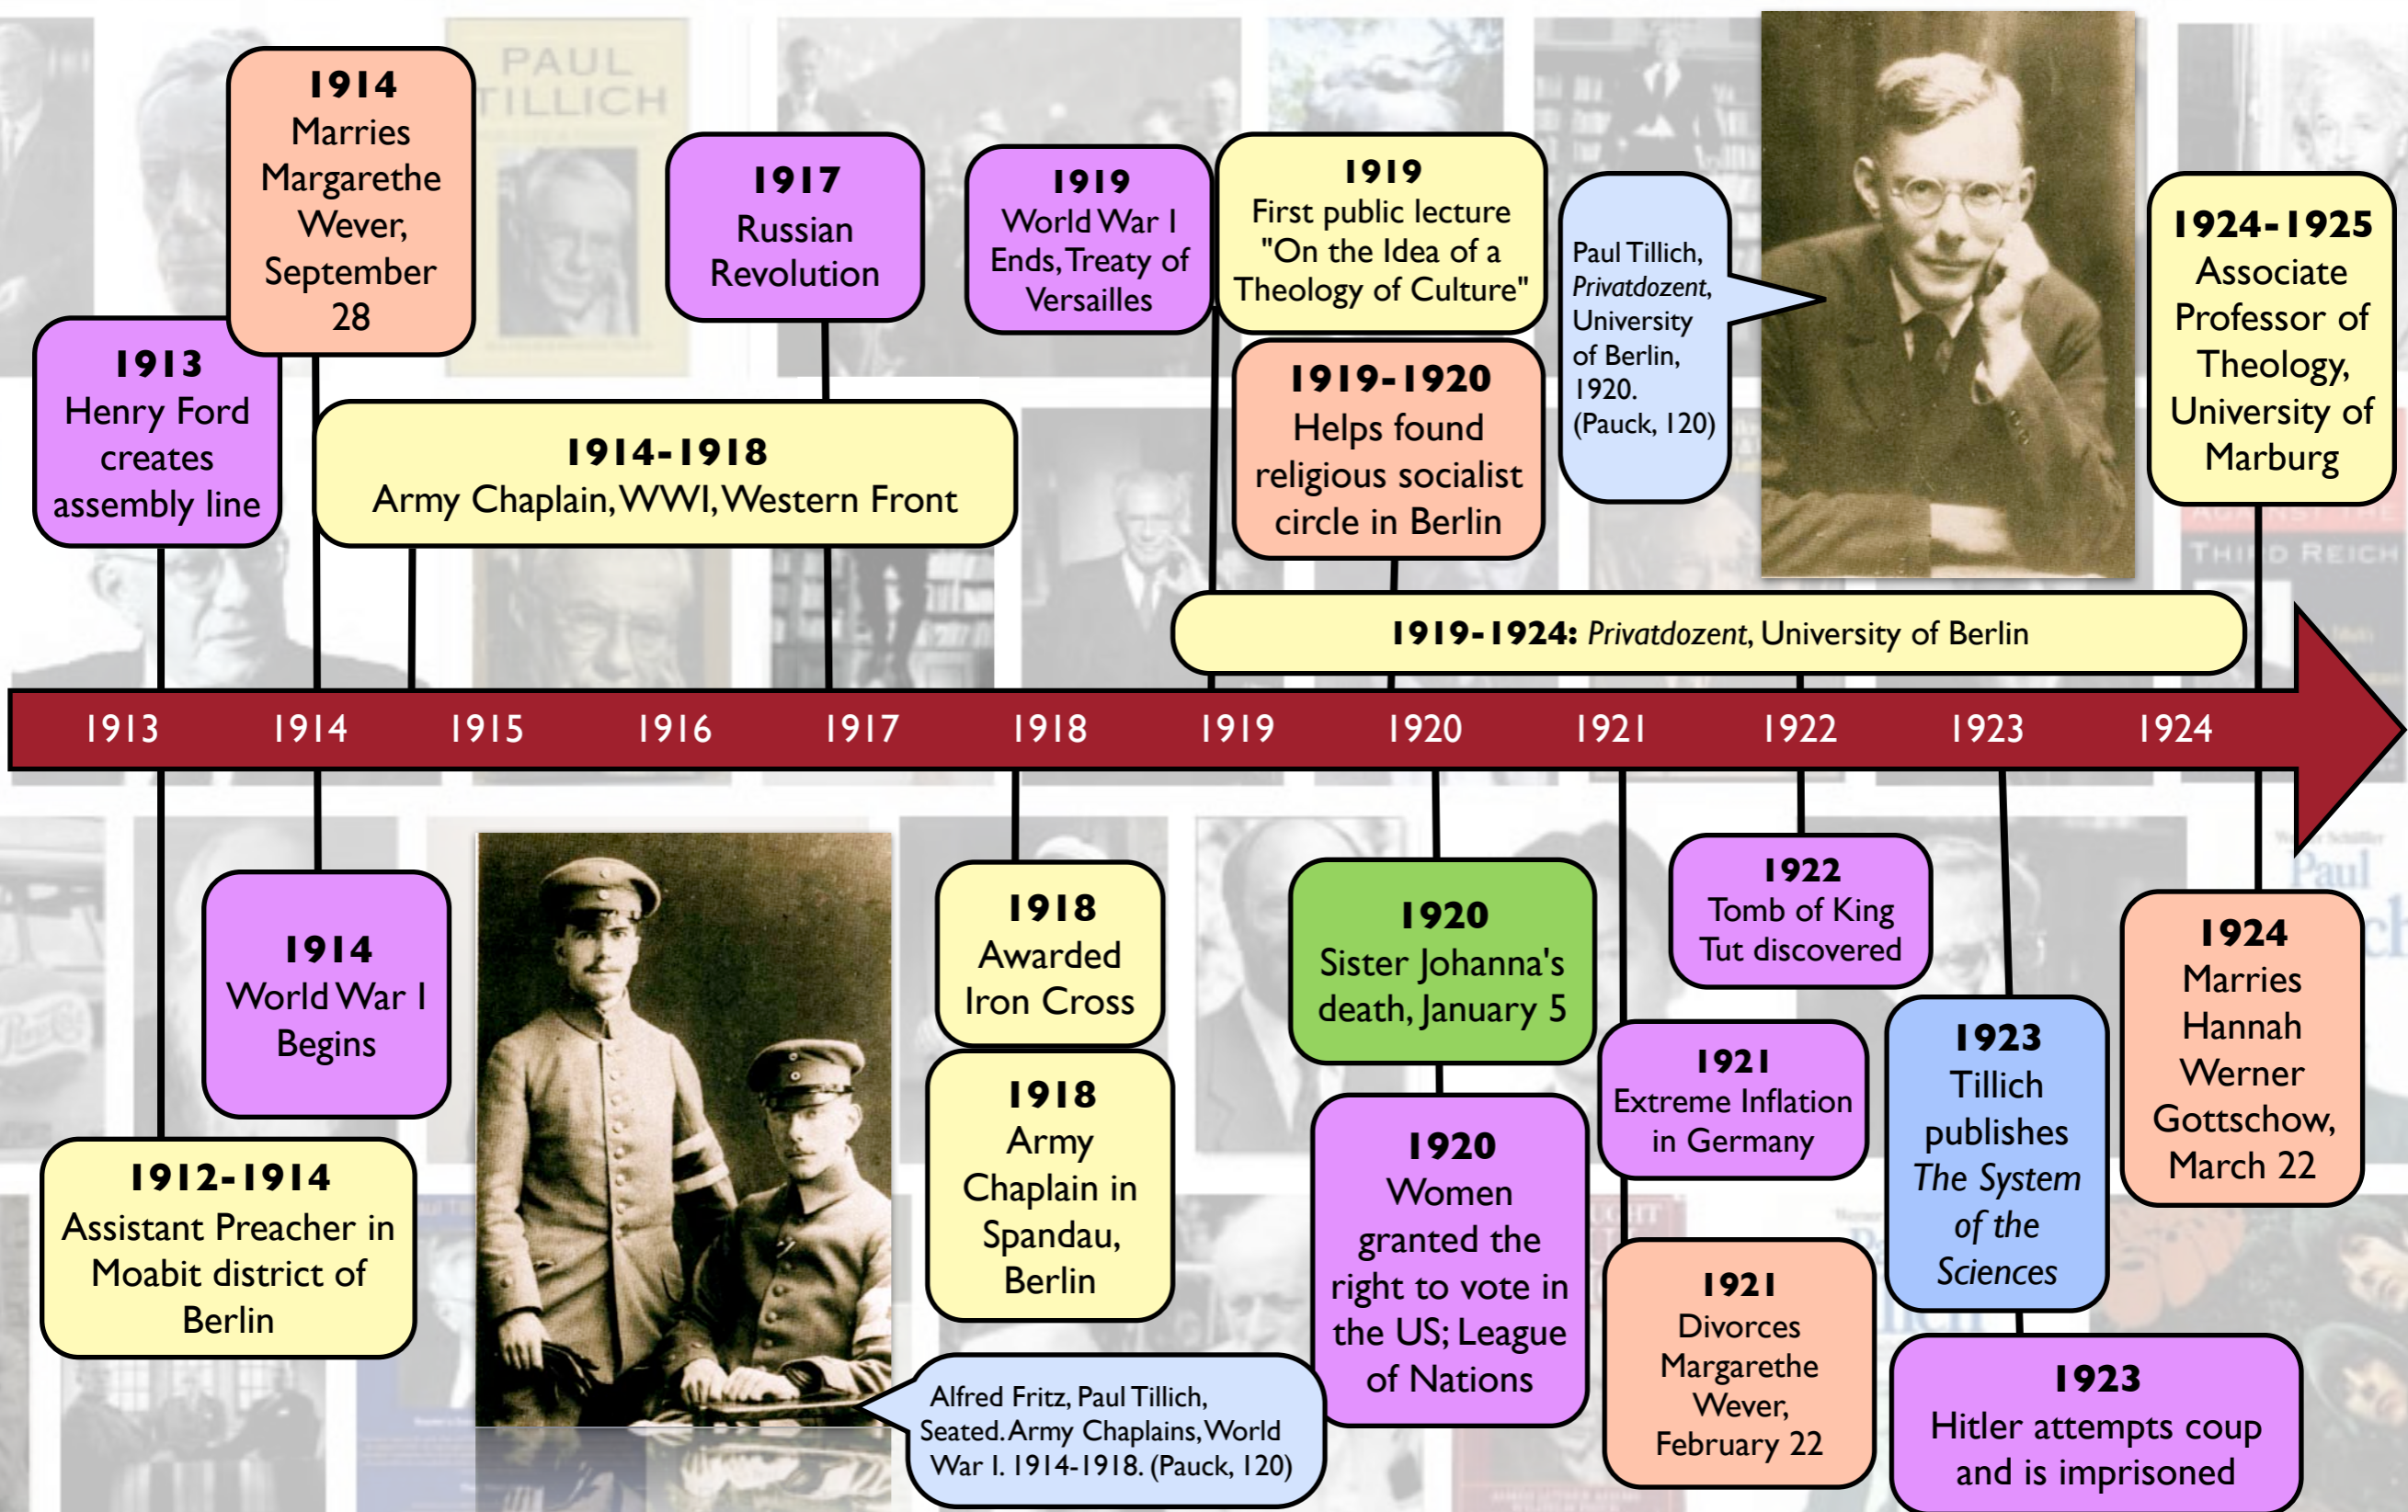 PAUL
TILLICH
1914
Marries
Margarethe
Wever,
September
28
1913
Henry Ford
creates
assembly line
1917
Russian
Revolution
1919
World War I
Ends, Treaty of
Versailles
1919
First public lecture
"On the Idea of a
Theology of Culture"
1919-1920
Helps found
religious socialist
circle in Berlin
Paul Tillich,
Privatdozent,
University
of Berlin,
1920.
(Pauck, 120)
1924-1925
Associate
Professor of
Theology,
University of
Marburg
AGAINST THE
THIRD REICH
1914-1918
Army Chaplain, WWI, Western Front
1919-1924: Privatdozent, University of Berlin
1913 1914 1915 1916 1917 1918 1919 1920 1921 1922 1923 1924
1914
World War I
Begins
1912-1914
Assistant Preacher in
Moabit district of
Berlin
1918
Awarded
Iron Cross
1918
Army
Chaplain in
Spandau,
Berlin
Alfred Fritz, Paul Tillich,
Seated. Army Chaplains, World
War I. 1914-1918. (Pauck, 120)
1920
Sister Johanna's
death, January 5
1920
Women
granted the
right to vote in
the US; League
of Nations
1922
Tomb of King
Tut discovered
1921
Extreme Inflation
in Germany
1921
Divorces
Margarethe
Wever,
February 22
1923
Tillich
publishes
The System
of the
Sciences
1923
Hitler attempts coup
and is imprisoned
1924
Marries
Hannah
Werner
Gottschow,
March 22
Paul